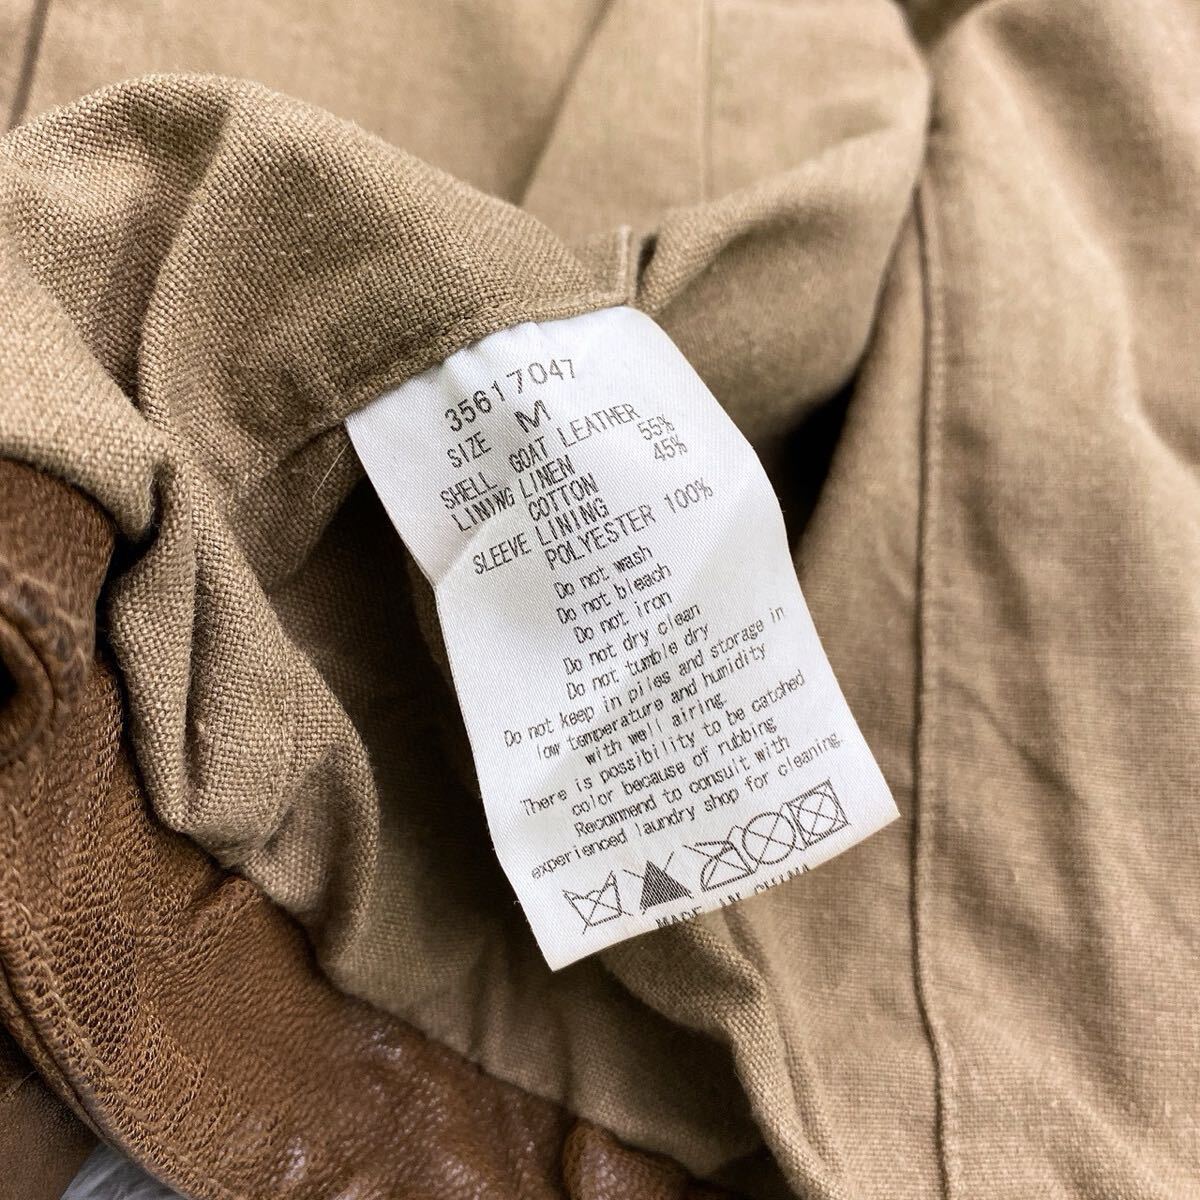 35617047
SIZE M
SHELL GOAT LEATHER
LINING LINEN 55%
COTTON 45%
SLEEVE LINING
POLYESTER 100%
Do not wash
Do not bleach
Do not iron
Do not dry clean
Do not tumble dry
Do not keep in piles and storage in
low temperature and humidity
with well airing.
There is possibility to be catched
color because of rubbing
Recommend to consult with
experienced laundry shop for cleaning.
MADE IN CHINA